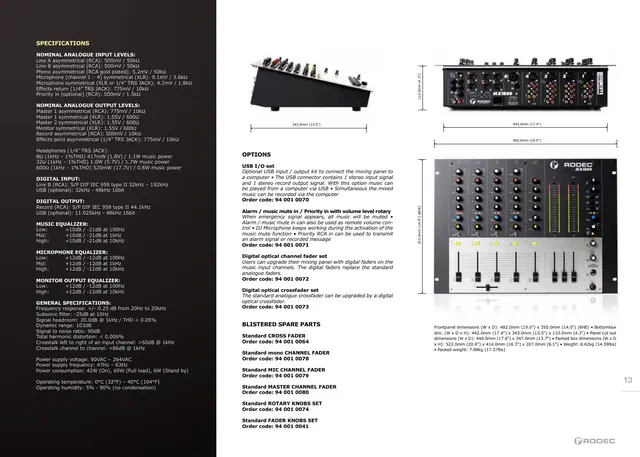 SPECIFICATIONS
NOMINAL ANALOGUE INPUT LEVELS:
Line A asymmetrical (RCA): 500mV / 50kΩ
Line B asymmetrical (RCA): 500mV / 50kΩ
Phono asymmetrical (RCA gold plated): 5.2mV / 50kΩ
Microphone (channel 1 – 4) symmetrical (XLR): 9.1mV / 3.6kΩ
Microphone symmetrical (XLR or 1/4" TRS JACK): 4.2mV / 1.8kΩ
Effects return (1/4" TRS JACK): 775mV / 10kΩ
Priority in (optional) (RCA): 500mV / 1.5kΩ
NOMINAL ANALOGUE OUTPUT LEVELS:
Master 1 asymmetrical (RCA): 775mV / 10kΩ
Master 1 symmetrical (XLR): 1.55V / 600Ω
Master 2 symmetrical (XLR): 1.55V / 600Ω
Monitor symmetrical (XLR): 1.55V / 600Ω
Record asymmetrical (RCA): 500mV / 10kΩ
Effects send asymmetrical (1/4" TRS JACK): 775mV / 10kΩ
Headphones (1/4" TRS JACK):
8Ω (1kHz – 1%THD) 417mW (1.8V) / 1.1W music power
32Ω (1kHz – 1%THD) 1.0W (5.7V) / 1.7W music power
600Ω (1kHz – 1%THD) 520mW (17.7V) / 0.6W music power
DIGITAL INPUT:
Line B (RCA): S/P DIF IEC 958 type II 32kHz – 192kHz
USB (optional): 32kHz - 48kHz 16bit
DIGITAL OUTPUT:
Record (RCA): S/P DIF IEC 958 type II 44.1kHz
USB (optional): 11.025kHz - 48kHz 16bit
MUSIC EQUALIZER:
Low: +10dB / -21dB at 100Hz
Mid: +10dB / -21dB at 1kHz
High: +10dB / -21dB at 10kHz
MICROPHONE EQUALIZER:
Low: +12dB / -12dB at 100Hz
Mid: +12dB / -12dB at 1kHz
High: +12dB / -12dB at 10kHz
MONITOR OUTPUT EQUALIZER:
Low: +12dB / -12dB at 100Hz
High: +12dB / -12dB at 10kHz
GENERAL SPECIFICATIONS:
Frequency response: +/- 0.25 dB from 20Hz to 20kHz
Subsonic filter: -25dB at 10Hz
Signal headroom: 20.0dB @ 1kHz / THD < 0.05%
Dynamic range: 103dB
Signal to noise ratio: 90dB
Total harmonic distortion: < 0.006%
Crosstalk left to right of an input channel: >60dB @ 1kHz
Crosstalk channel to channel: >86dB @ 1kHz
Power supply voltage: 90VAC – 264VAC
Power supply frequency: 47Hz – 63Hz
Power consumption: 42W (On), 69W (Full load), 6W (Stand by)
Operating temperature: 0°C (32°F) – 40°C (104°F)
Operating humidity: 5% - 90% (no condensation)
343.0mm (13.5")
OPTIONS
USB I/O set
Optional USB input / output kit to connect the mixing panel to
a computer • The USB connector contains 1 stereo input signal
and 1 stereo record output signal. With this option music can
be played from a computer via USB • Simultaneous the mixed
music can be recorded via the computer
Order code: 94 001 0070
Alarm / music mute in / Priority in with volume level rotary
When emergency signal appears, all music will be muted •
Alarm / music mute in can also be used as remote volume con-
trol • DJ Microphone keeps working during the activation of the
music mute function • Priority RCA in can be used to transmit
an alarm signal or recorded message
Order code: 94 001 0071
Digital optical channel fader set
Users can upgrade their mixing panel with digital faders on the
music input channels. The digital faders replace the standard
analogue faders.
Order code: 94 001 0072
Digital optical crossfader set
The standard analogue crossfader can be upgraded by a digital
optical crossfader.
Order code: 94 001 0073
BLISTERED SPARE PARTS
Standard CROSS FADER
Order code: 94 001 0064
Standard mono CHANNEL FADER
Order code: 94 001 0078
Standard MIC CHANNEL FADER
Order code: 94 001 0079
Standard MASTER CHANNEL FADER
Order code: 94 001 0080
Standard ROTARY KNOBS SET
Order code: 94 001 0074
Standard FADER KNOBS SET
Order code: 94 001 0041
110.0mm (4.3")
RODEC
MX1600
442.0mm (17.4")
482.0mm (19.0")
355.0mm (14.0") (8HE)
RODEC
MX1600
Frontpanel dimensions (W x D): 482.0mm (19.0") x 355.0mm (14.0") (8HE) • Bottombox
dim. (W x D x H): 442.0mm (17.4") x 343.0mm (13.5") x 110.0mm (4.3") • Panel cut out
dimensions (W x D): 446.0mm (17.6") x 347.0mm (13.7") • Packed box dimensions (W x D
x H): 523.0mm (20.6") x 414.0mm (16.3") x 207.0mm (8.1") • Weight: 6.62kg (14.59lbs)
• Packed weight: 7.88kg (17.37lbs)
13
RODEC